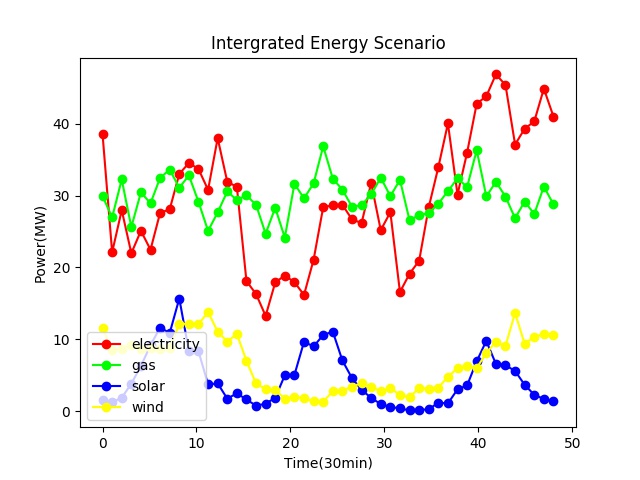 Intergrated Energy Scenario
Power(MW)
40
30
20
10
0
electricity
gas
solar
wind
0 10 20 30 40 50
Time(30min)